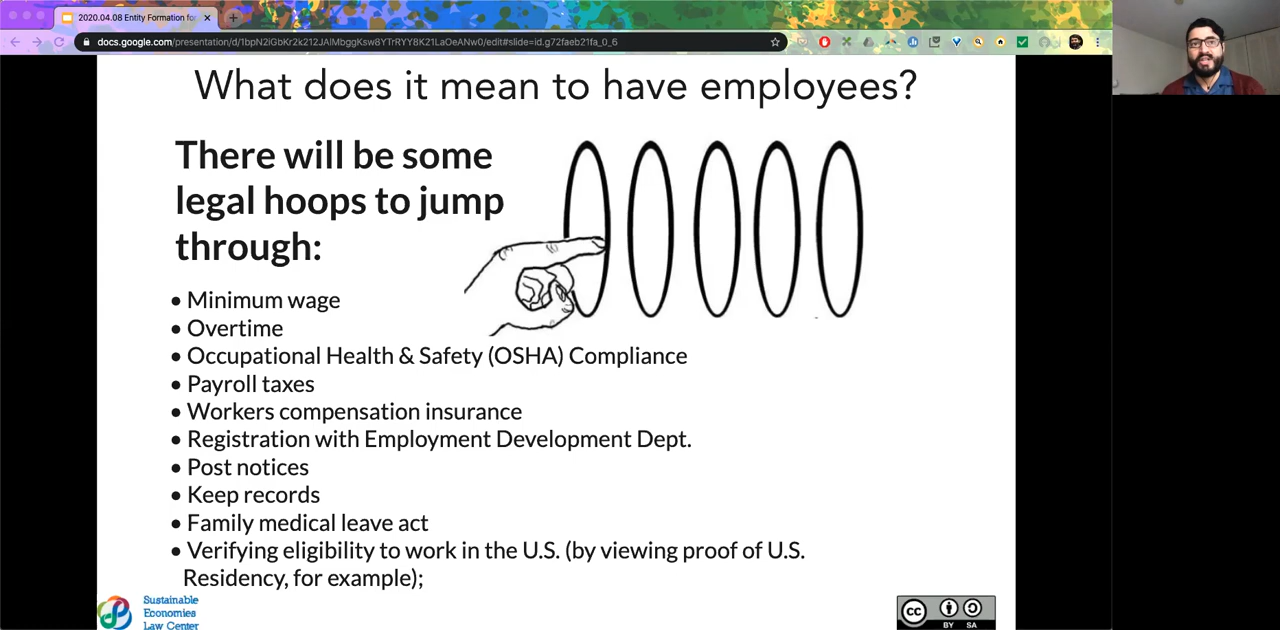 2020.04.08 Entity Formation for
docs.google.com/presentation/d/1bpN2iGbKr2k212JAlMbggKsw8YTrRYY8K21LaOeANw0/edit#slide=id.g72faeb21fa_0_6
What does it mean to have employees?
There will be some
legal hoops to jump
through:
• Minimum wage
• Overtime
• Occupational Health & Safety (OSHA) Compliance
• Payroll taxes
• Workers compensation insurance
• Registration with Employment Development Dept.
• Post notices
• Keep records
• Family medical leave act
• Verifying eligibility to work in the U.S. (by viewing proof of U.S.
Residency, for example);
Sustainable
Economies
Law Center
cc
BY SA